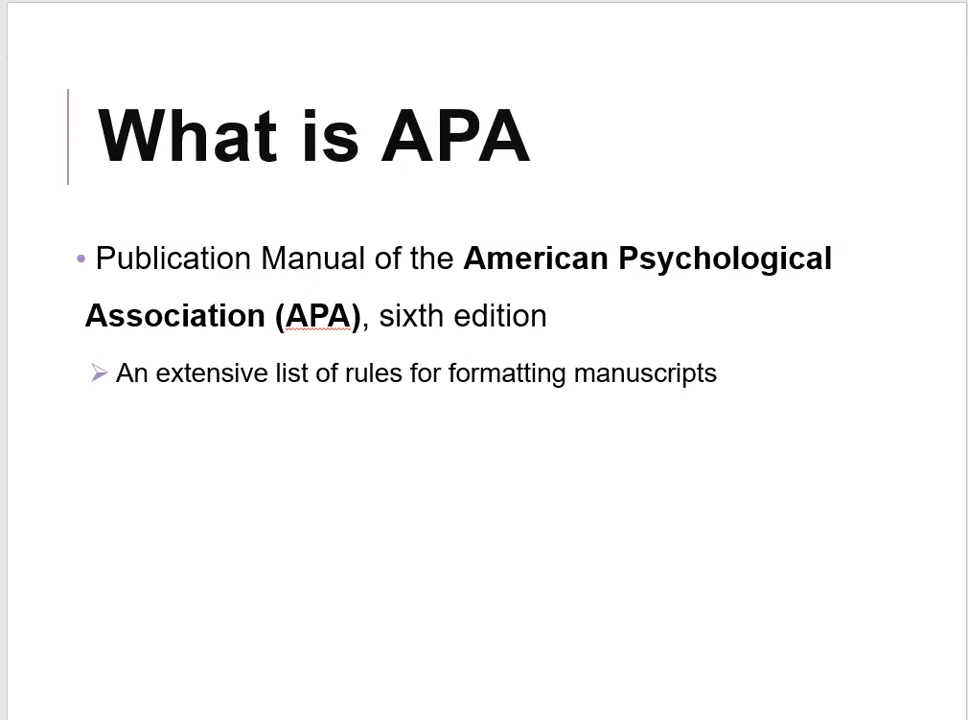 What is APA
• Publication Manual of the American Psychological
Association (APA), sixth edition
➢ An extensive list of rules for formatting manuscripts